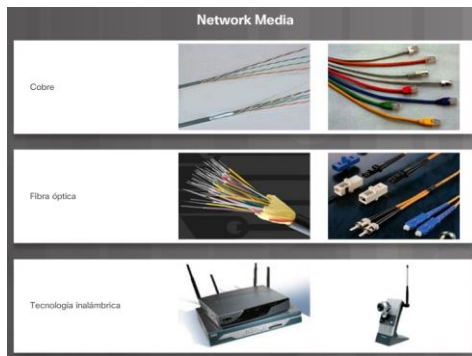 Network Media
Cobre
Fibra óptica
Tecnología inalámbrica